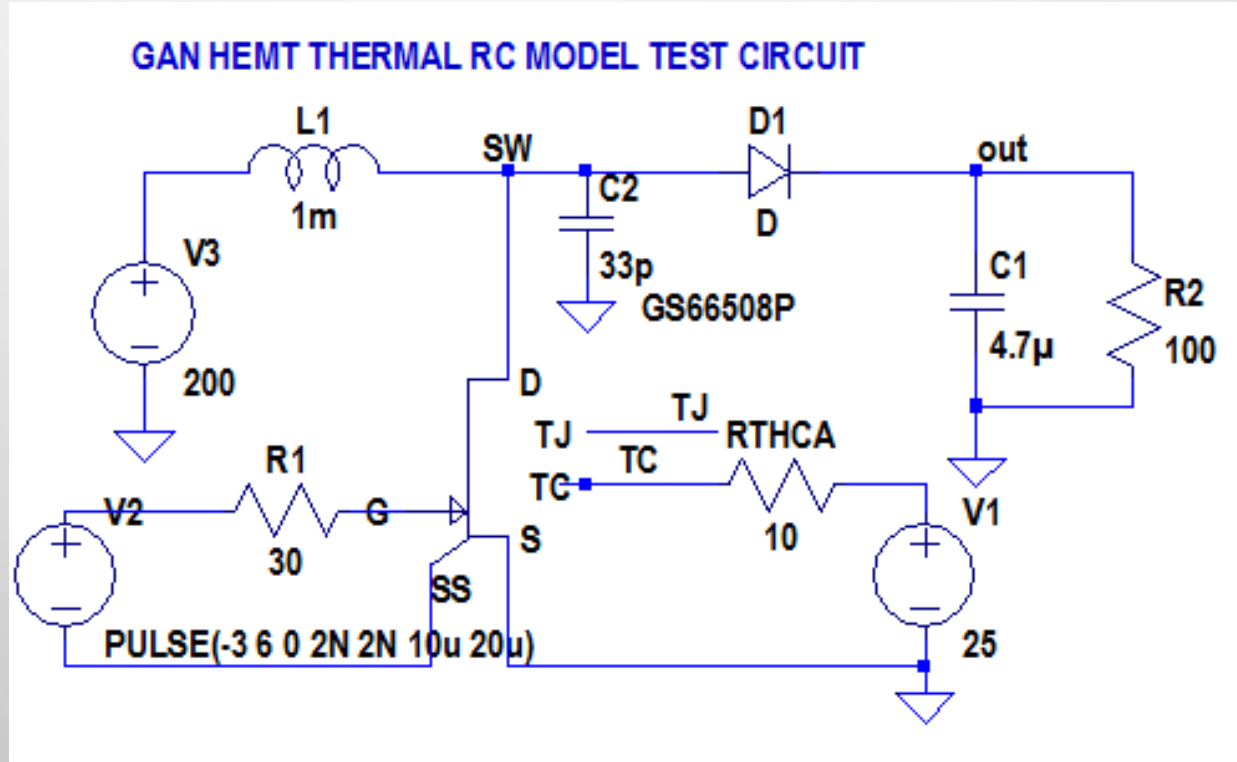 GAN HEMT THERMAL RC MODEL TEST CIRCUIT
L1
1m
SW
D1
D
out
V3
200
C2
33p
GS66508P
C1
4.7µ
R2
100
D
TJ
TJ
TC
TC
RTHCA
10
V1
25
V2
R1
30
G
S
SS
PULSE(-3 6 0 2N 2N 10u 20µ)